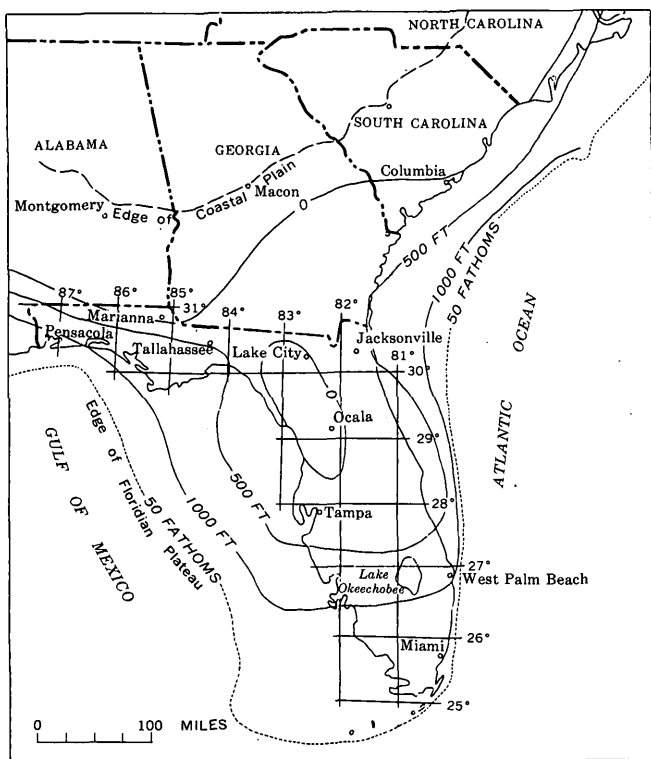 NORTH CAROLINA
SOUTH CAROLINA
ALABAMA
GEORGIA
Columbia
Macon
Montgomery
Edge of Coastal Plain
0
500 FT
1000 FT
50 FATHOMS
87°
86°
85°
31°
84°
83°
82°
Marianna
Pensacola
Tallahassee
Lake City
Jacksonville
81°
30°
OCEAN
ATLANTIC
0
Ocala
29°
GULF OF MEXICO
Edge of Floridian Plateau
50 FATHOMS
1000 FT
500 FT
28°
Tampa
27°
Lake
Okeechobee
West Palm Beach
26°
Miami
25°
0 100 MILES